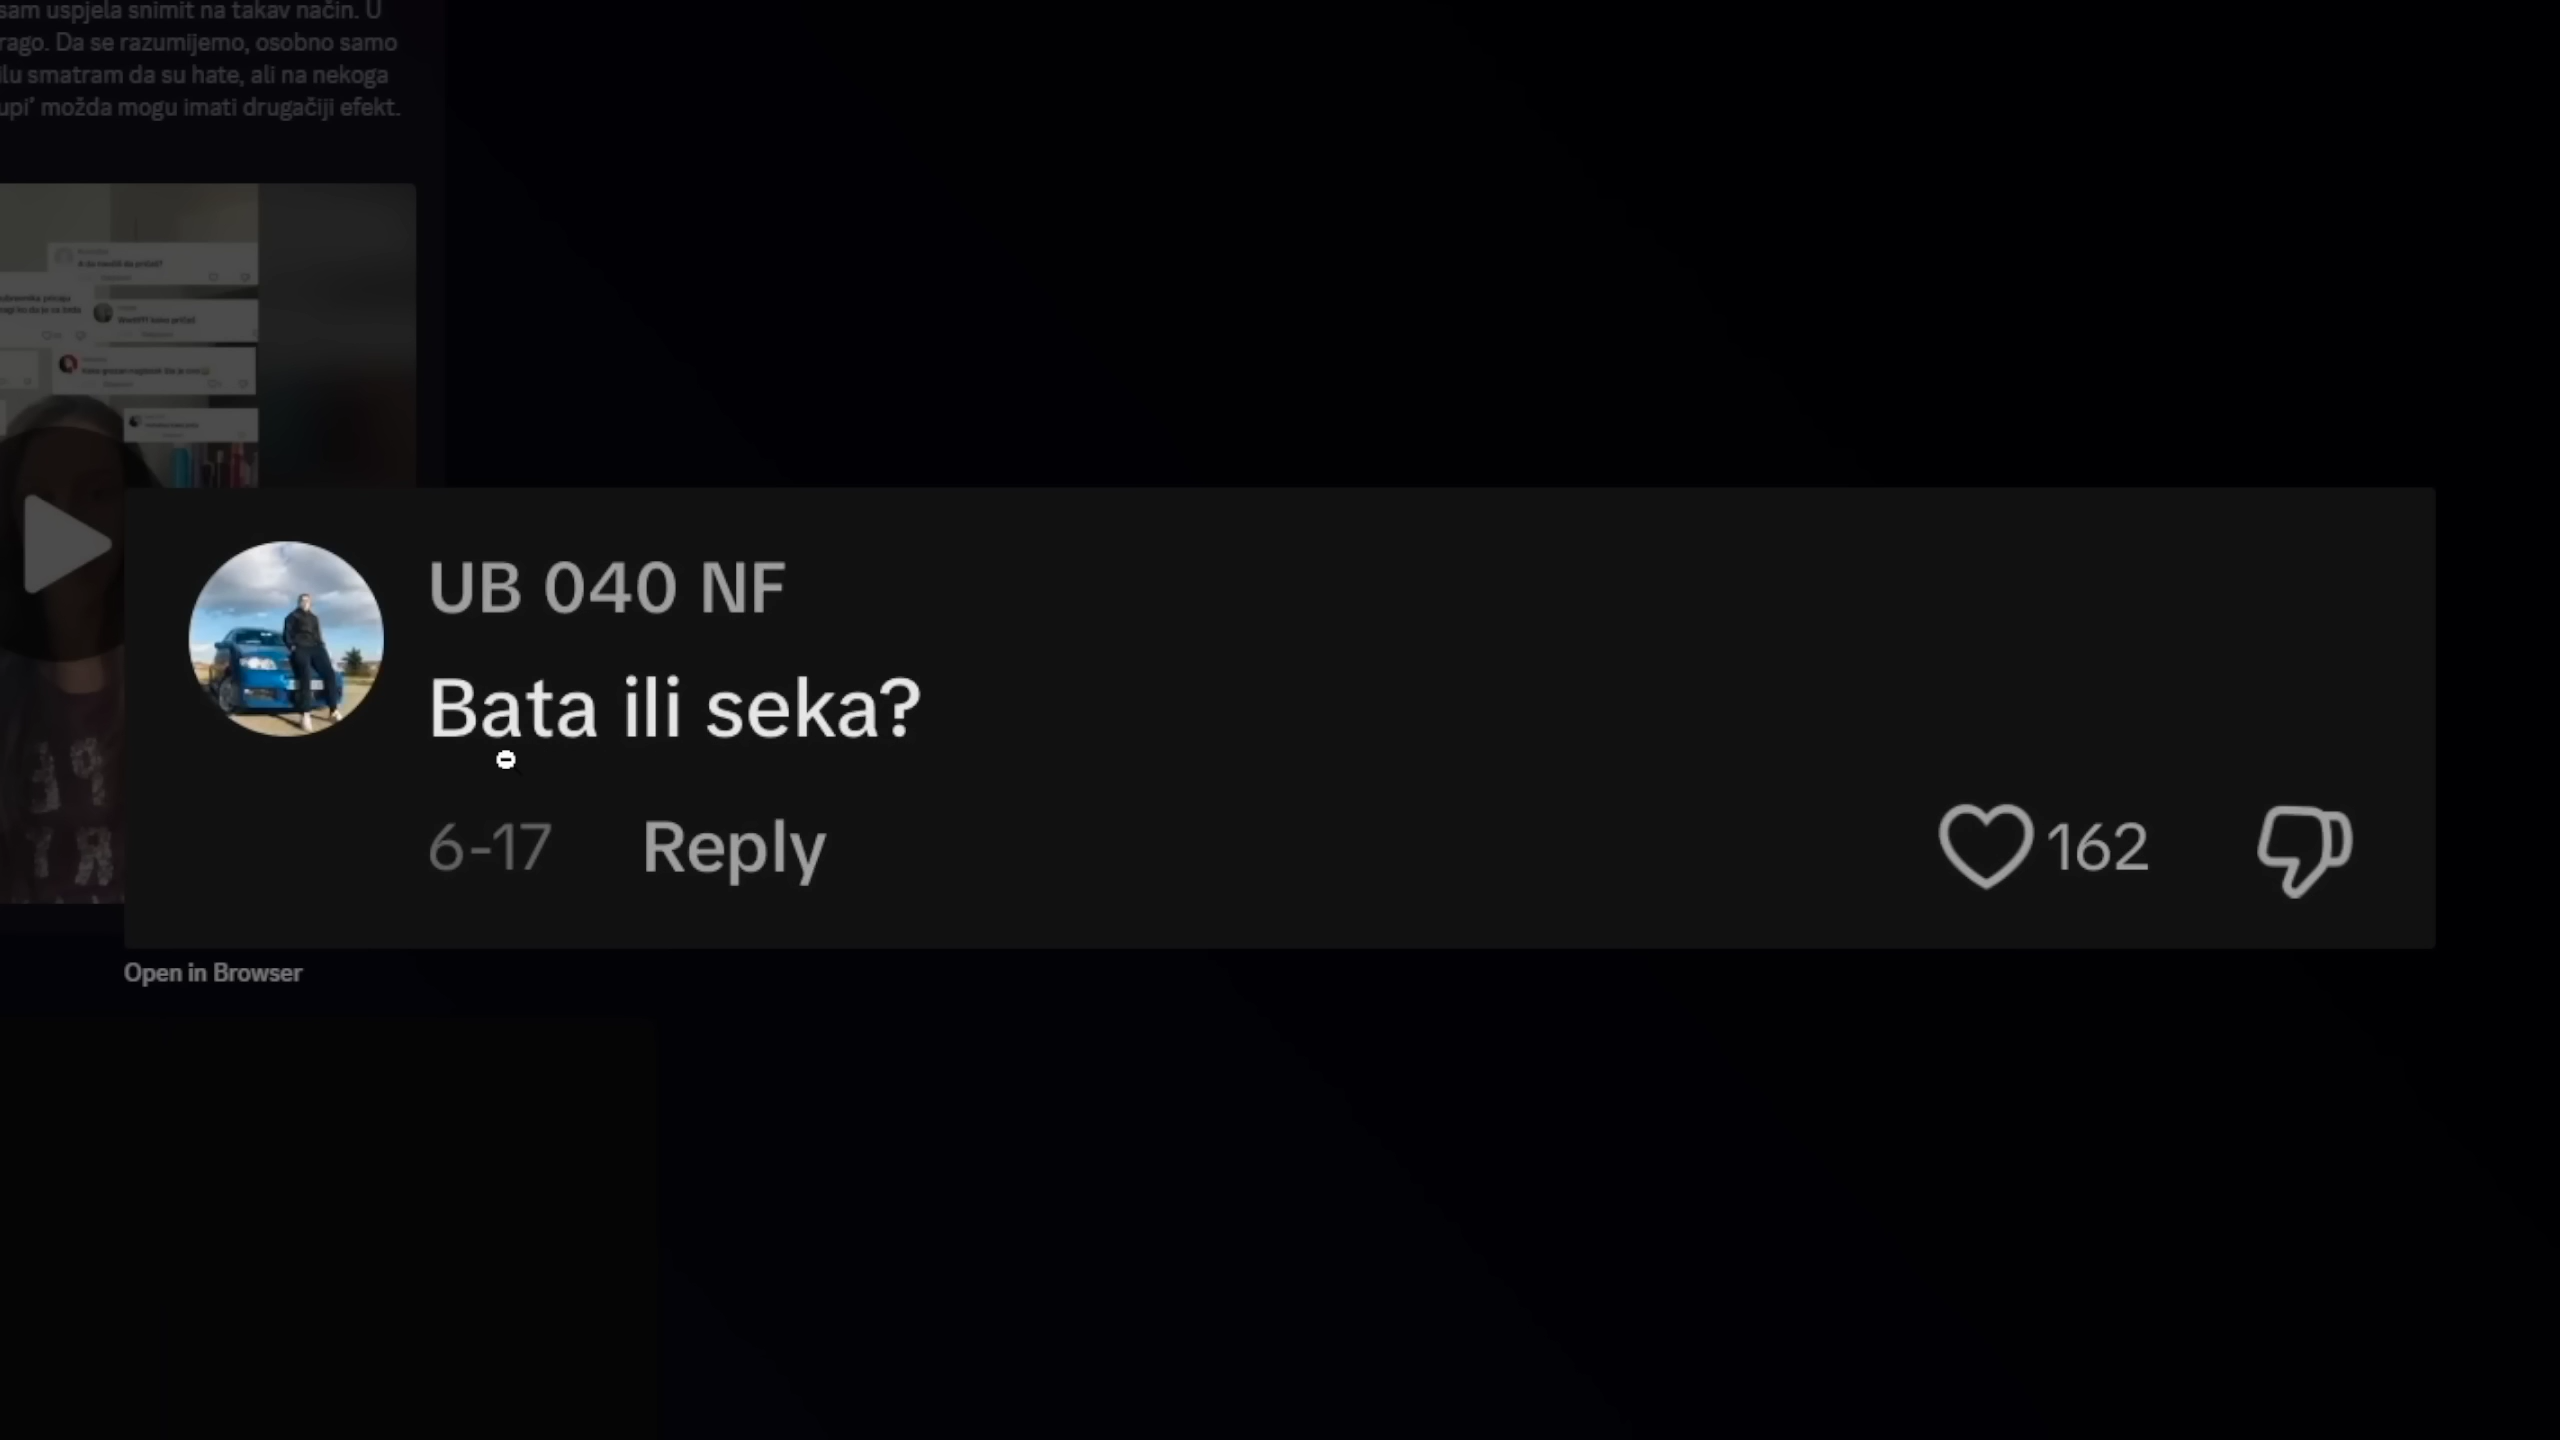 sam uspjela snimit na takav način. U
rago. Da se razumijemo, osobno samo
ilu smatram da su hate, ali na nekoga
upi' možda mogu imati drugačiji efekt.
UB 040 NF
Bata ili seka?
6-17 Reply 162
Open in Browser